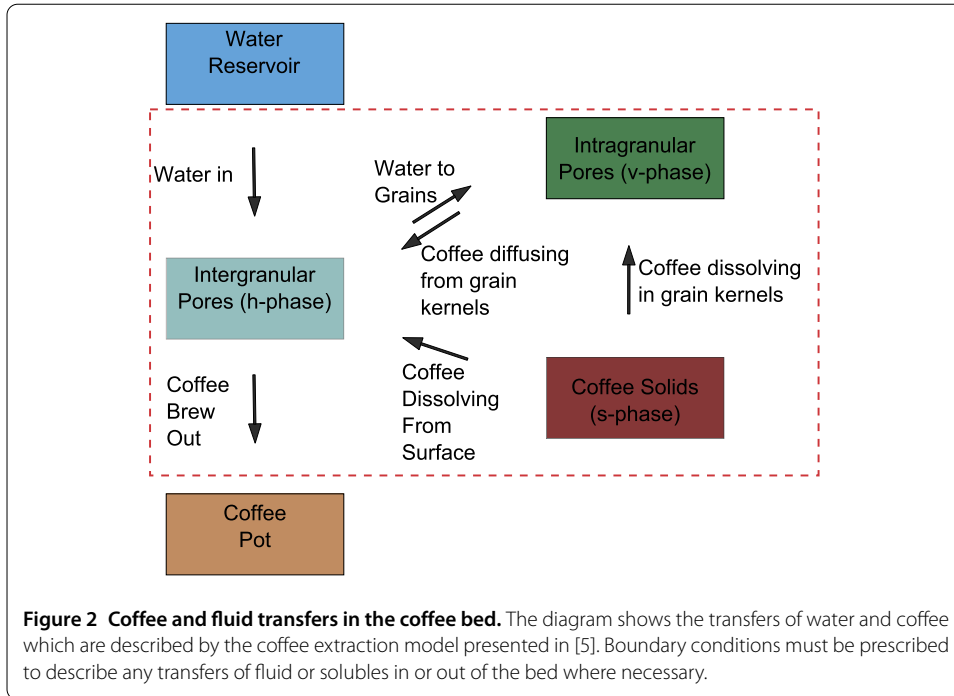 Water
Reservoir
Intragranular
Pores (v-phase)
Water in
Water to
Grains
Coffee diffusing
from grain
kernels
Coffee dissolving
in grain kernels
Intergranular
Pores (h-phase)
Coffee
Brew
Out
Coffee
Dissolving
From
Surface
Coffee Solids
(s-phase)
Coffee
Pot
Figure 2 Coffee and fluid transfers in the coffee bed. The diagram shows the transfers of water and coffee
which are described by the coffee extraction model presented in [5]. Boundary conditions must be prescribed
to describe any transfers of fluid or solubles in or out of the bed where necessary.